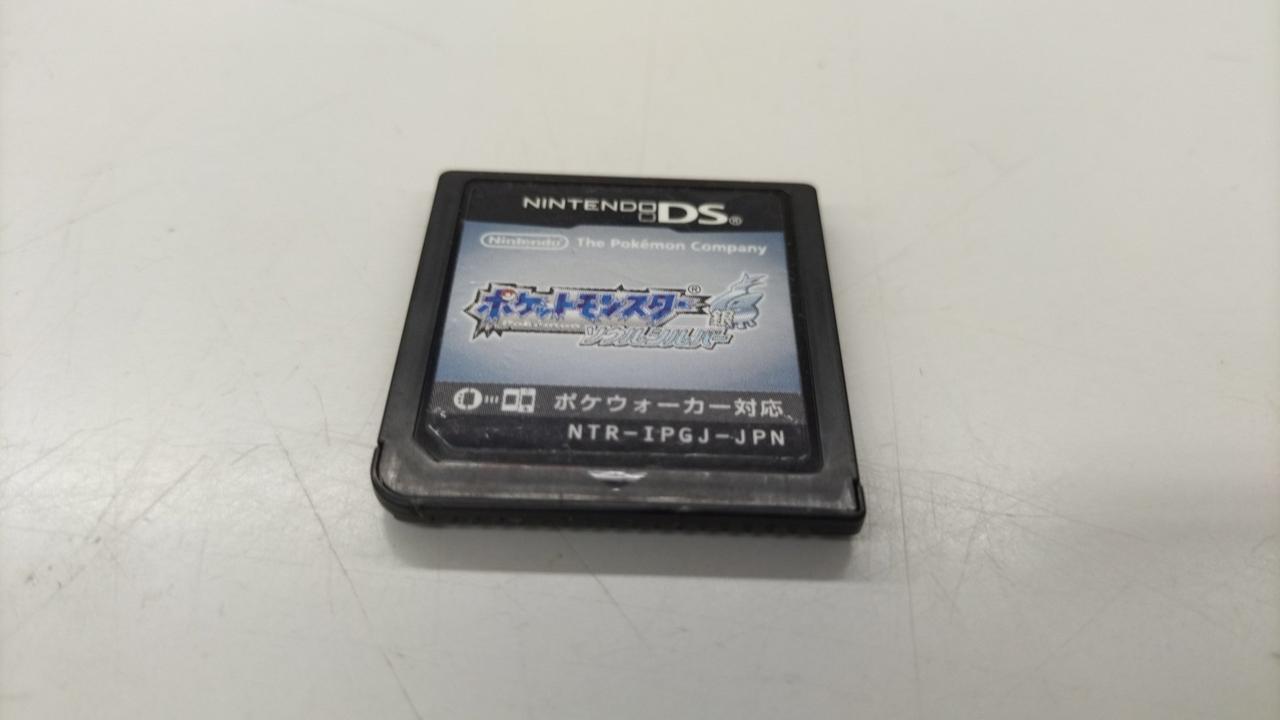 NINTENDO DS®
Nintendo The Pokémon Company
ポケットモンスター®
銀
ソウルシルバー
ポケウォーカー対応
NTR-IPGJ-JPN